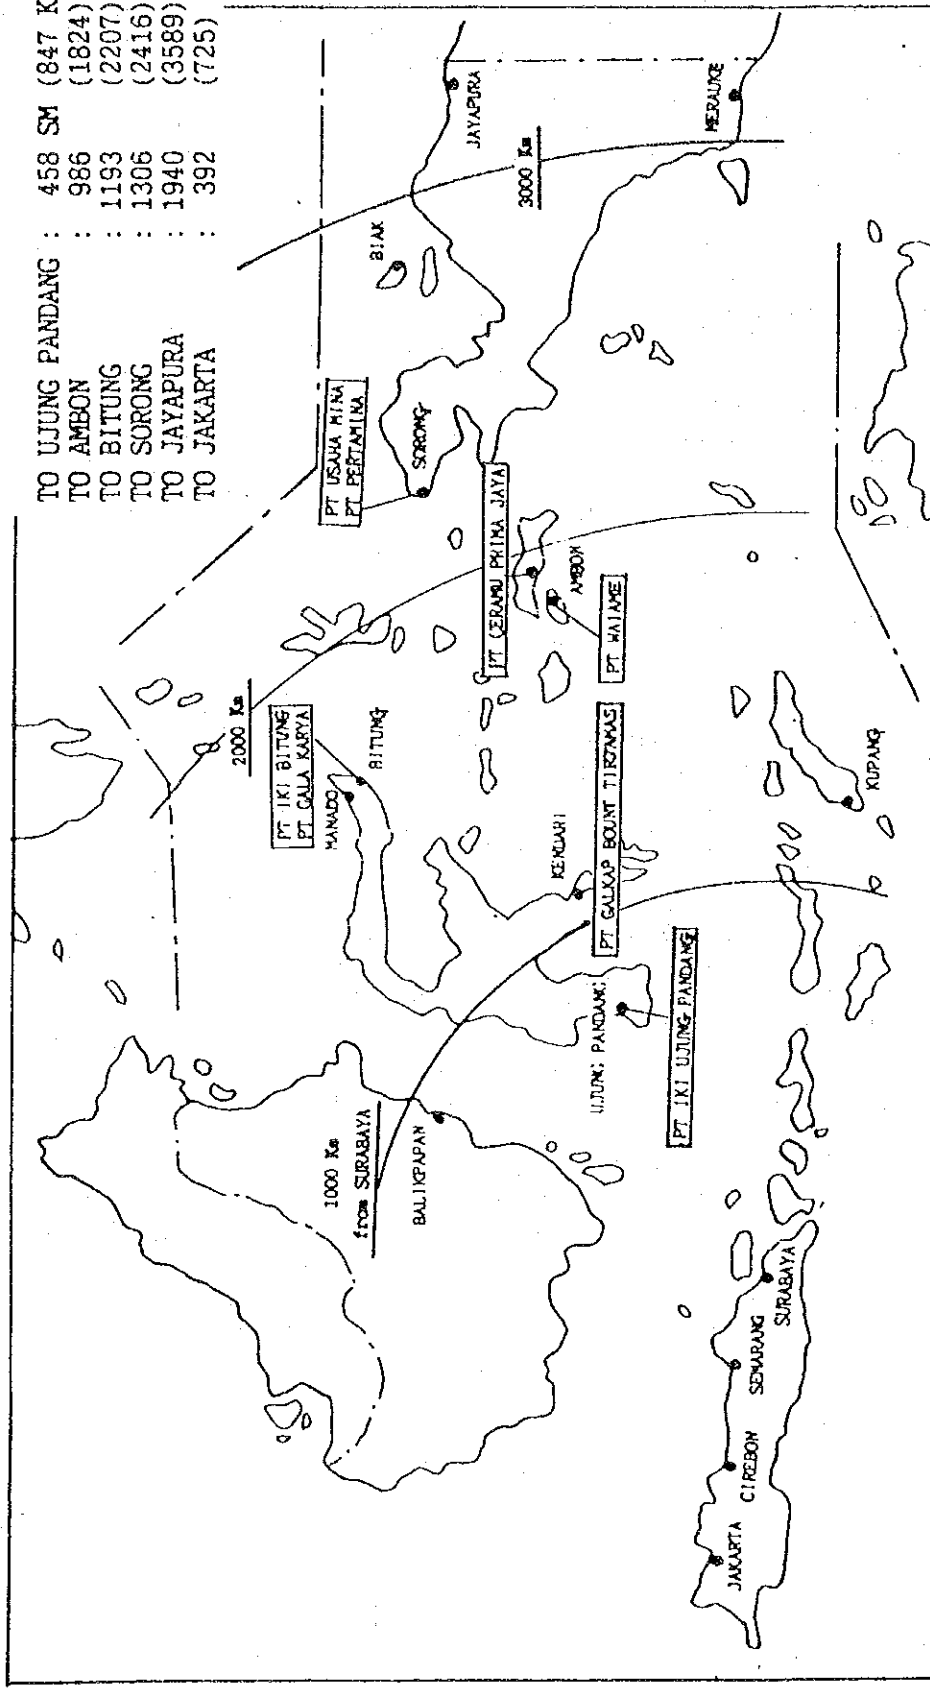 TO UJUNG PANDANG : 458 SM (847 K
TO AMBON : 986 (1824)
TO BITUNG : 1193 (2207)
TO SORONG : 1306 (2416)
TO JAYAPURA : 1940 (3589)
TO JAKARTA : 392 (725)
JAYAPURA
MERAUKE
3000 Km
BIAK
PT USAHA MINA
PT PERTAMINA
SORONG
PT CERAMU PRIMA JAYA
AMBON
PT WAIAME
2000 Km
PT IKI BITUNG
PT GALA KARYA
MANADO
BITUNG
KENDARI
PT GALKAP BOUNT TIRTAMAS
KUPANG
UJUNG PANDANG
PT IKI UJUNG PANDANG
1000 Km
from SURABAYA
BALIKPAPAN
SURABAYA
SEMARANG
CIREBON
JAKARTA